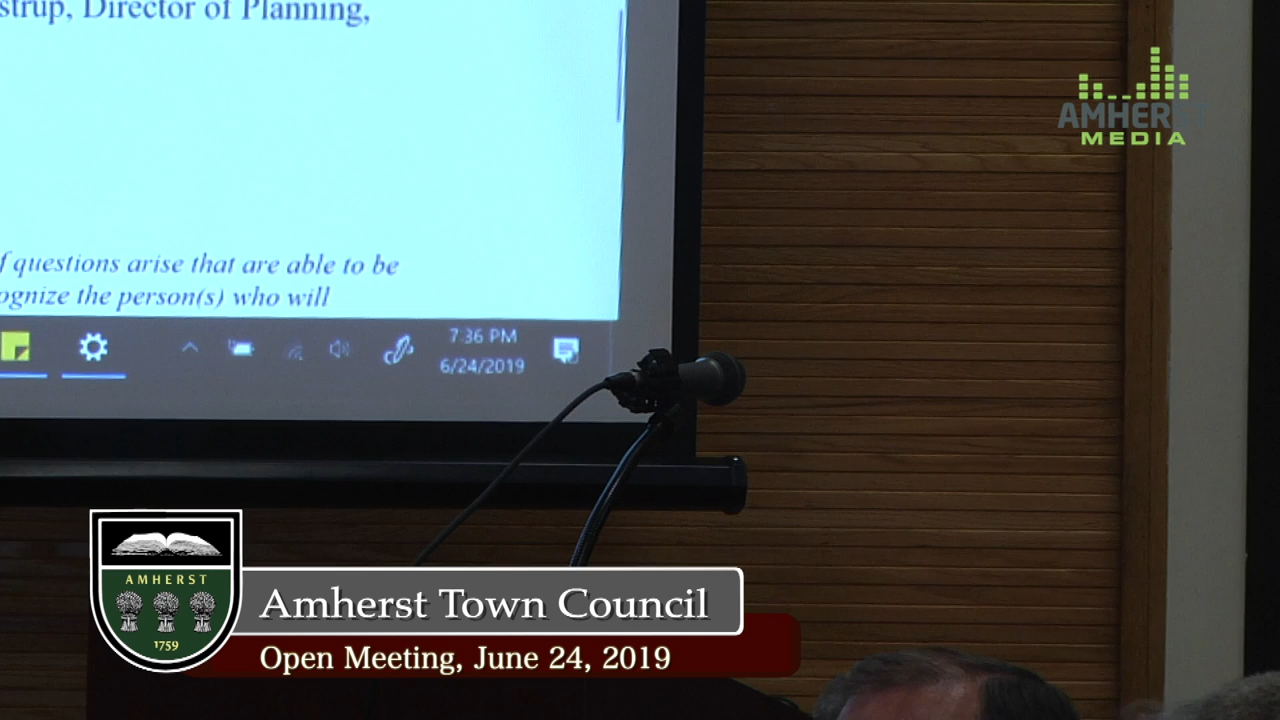 strup, Director of Planning,
AMHERST
MEDIA
f questions arise that are able to be
ognize the person(s) who will
7:36 PM
6/24/2019
AMHERST
1759
Amherst Town Council
Open Meeting, June 24, 2019